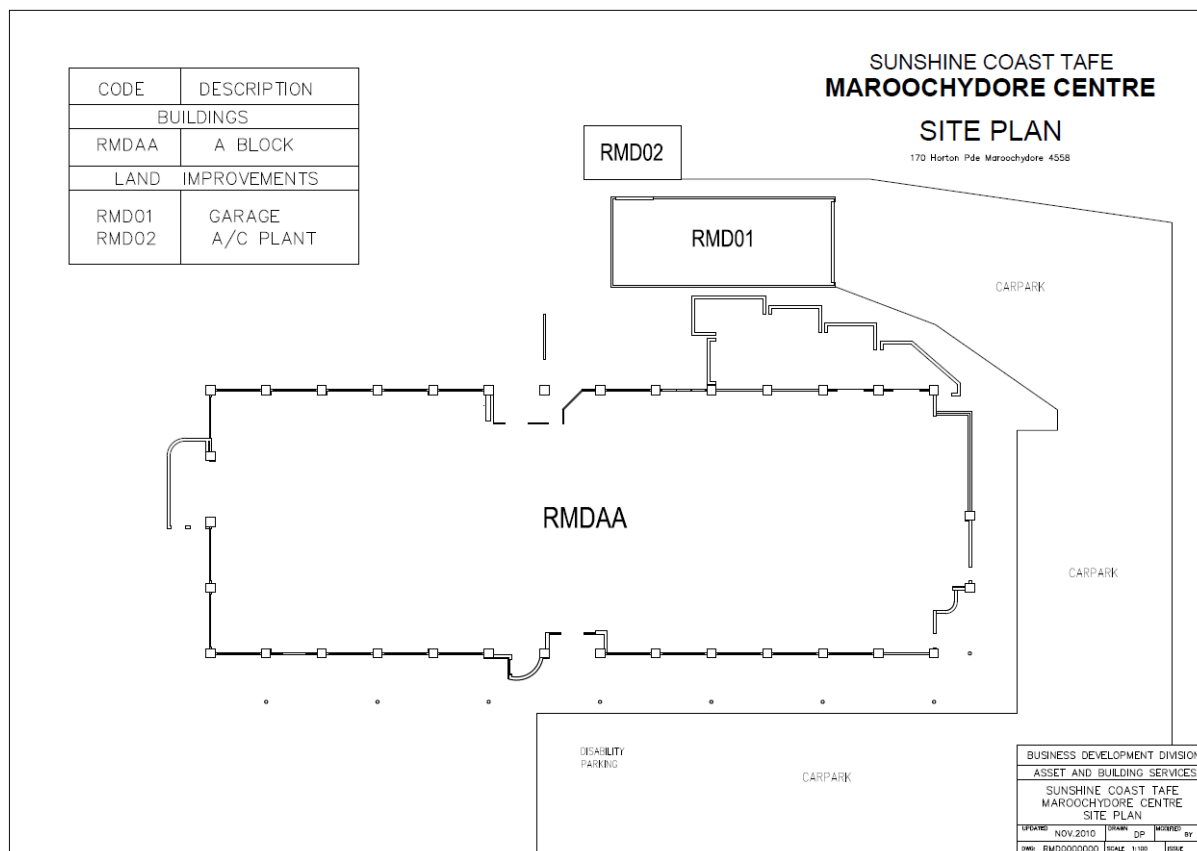 SUNSHINE COAST TAFE
MAROOCHYDORE CENTRE
SITE PLAN
170 Horton Pde Maroochydore 4558
CODE DESCRIPTION
BUILDINGS
RMDAA A BLOCK
LAND IMPROVEMENTS
RMD01 GARAGE
RMD02 A/C PLANT
RMD02
RMD01
CARPARK
RMDAA
CARPARK
DISABILITY
PARKING
CARPARK
BUSINESS DEVELOPMENT DIVISION
ASSET AND BUILDING SERVICES
SUNSHINE COAST TAFE
MAROOCHYDORE CENTRE
SITE PLAN
UPDATED NOV.2010 DRAWN DP MODIFIED BY
DWG RMD0000000 SCALE 1:100 ISSUE